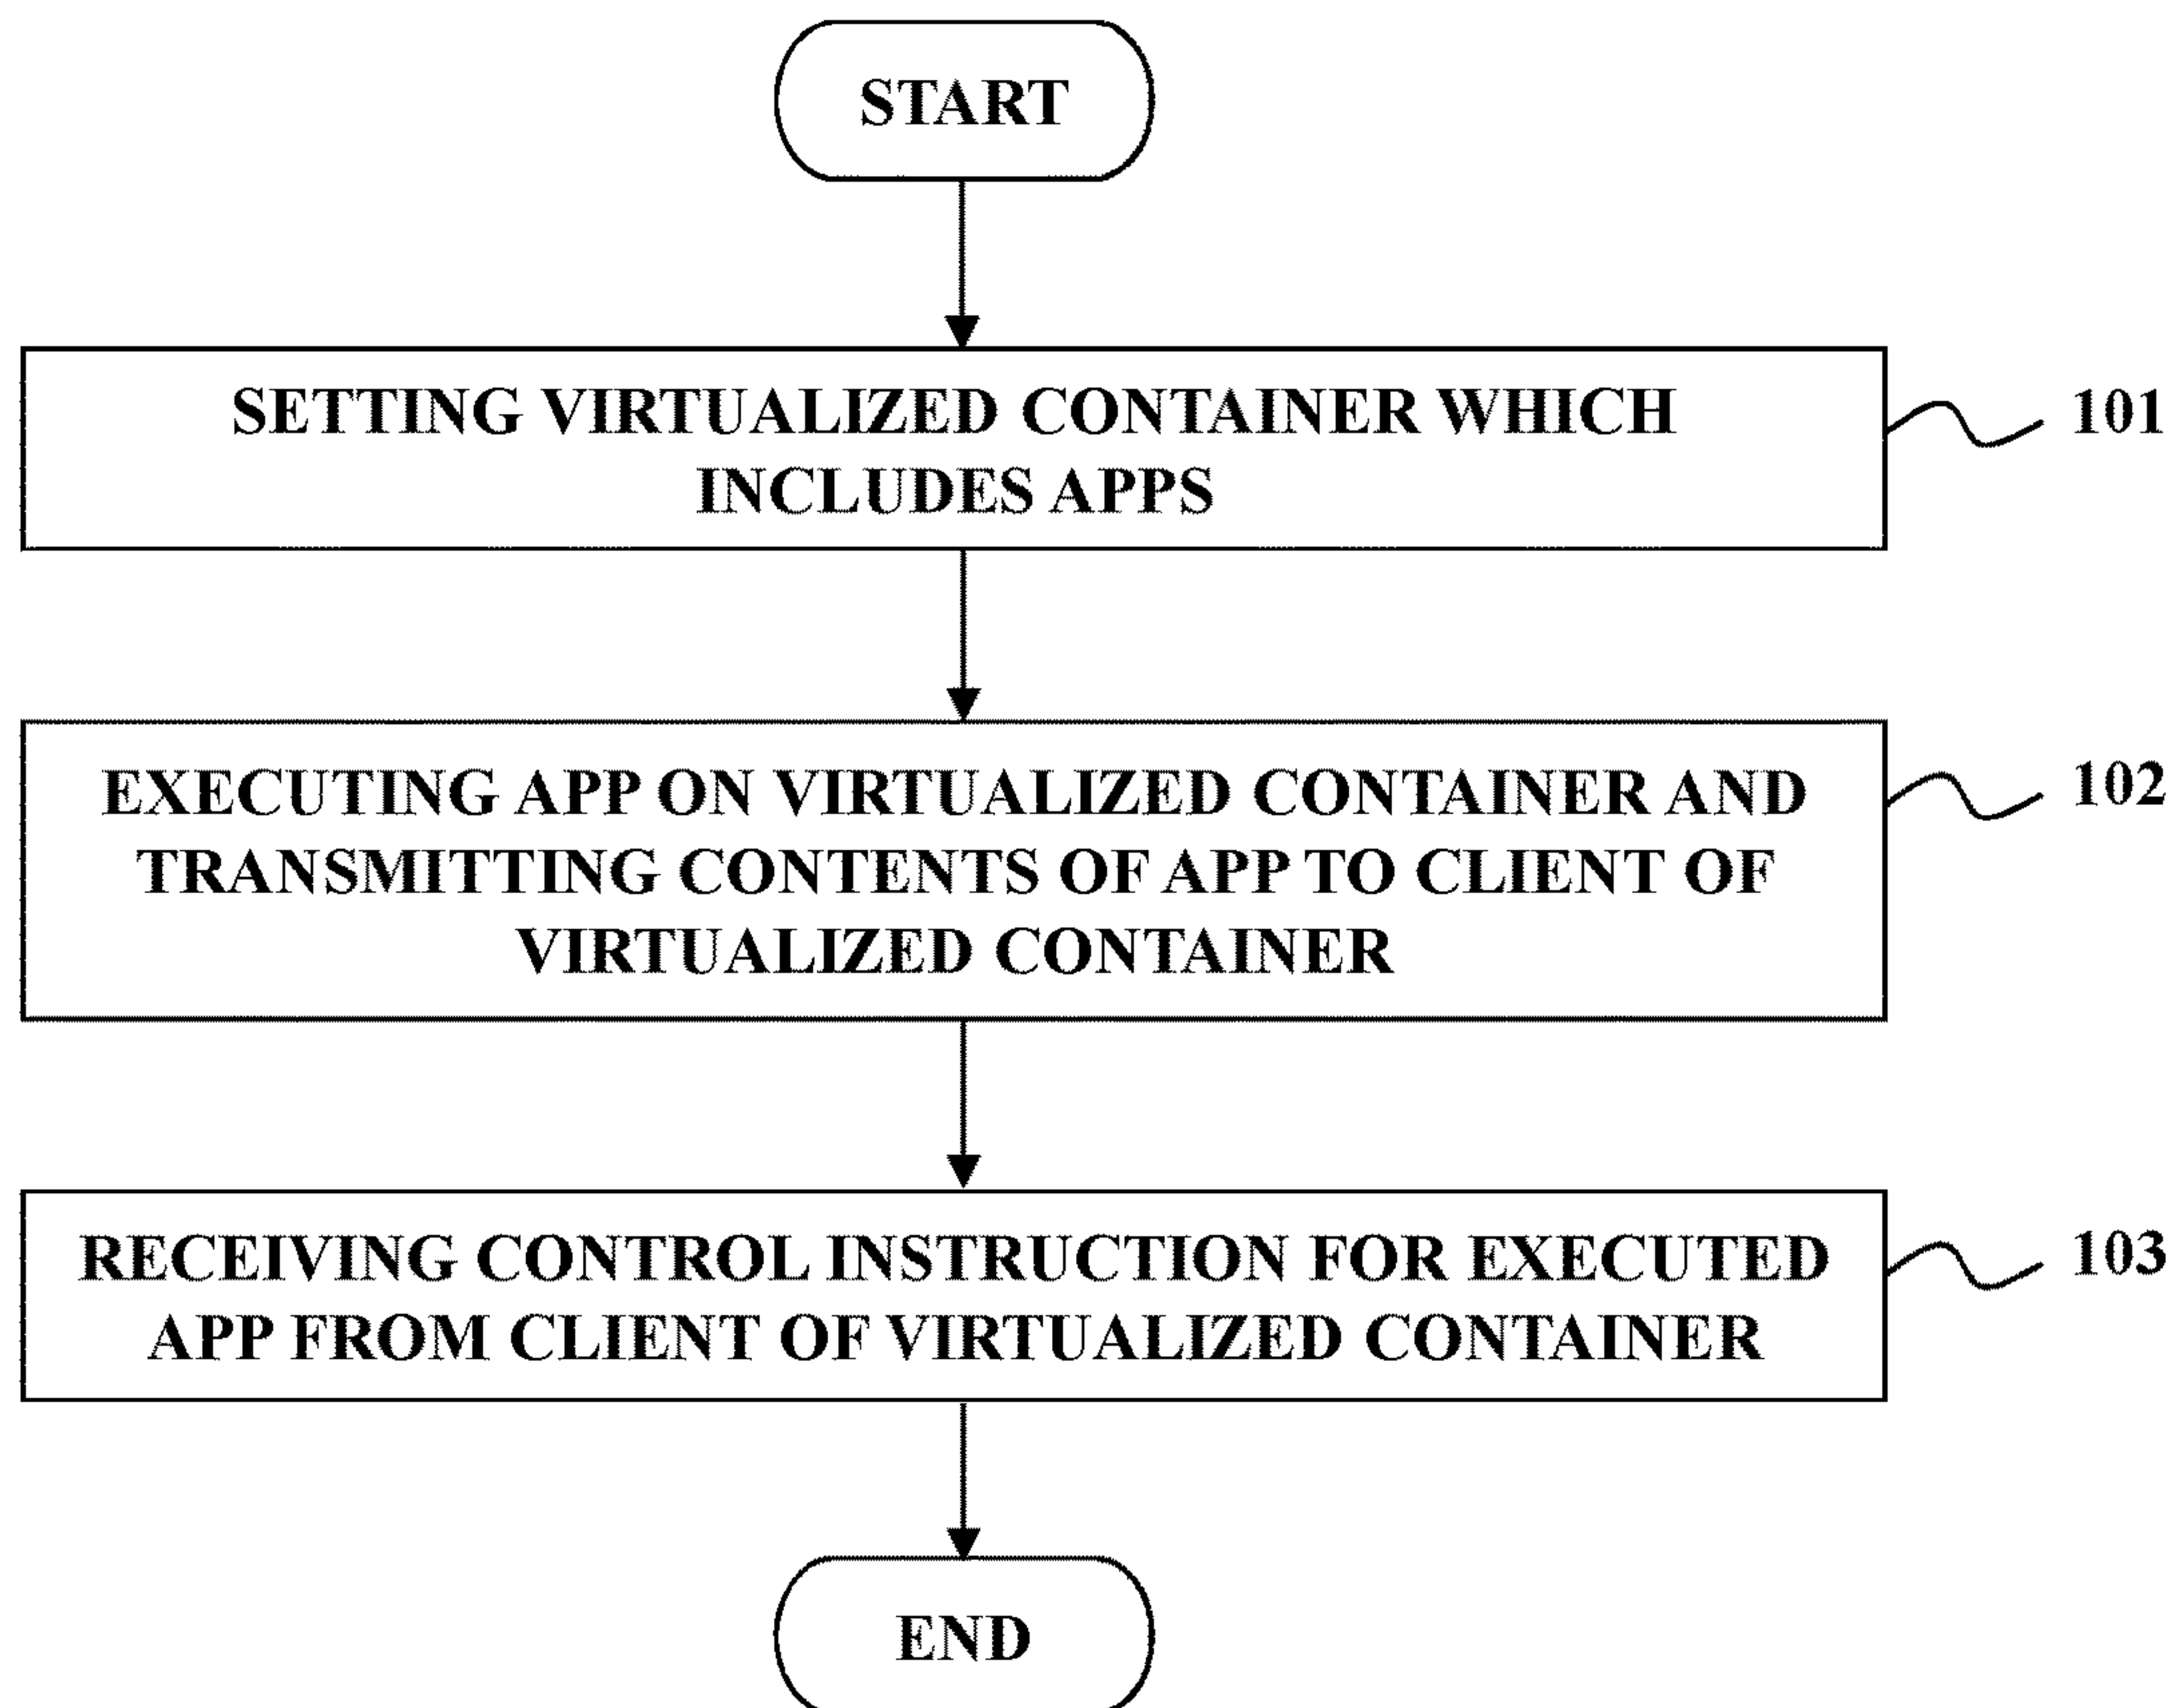 START
SETTING VIRTUALIZED CONTAINER WHICH
INCLUDES APPS
101
EXECUTING APP ON VIRTUALIZED CONTAINER AND
TRANSMITTING CONTENTS OF APP TO CLIENT OF
VIRTUALIZED CONTAINER
102
RECEIVING CONTROL INSTRUCTION FOR EXECUTED
APP FROM CLIENT OF VIRTUALIZED CONTAINER
103
END